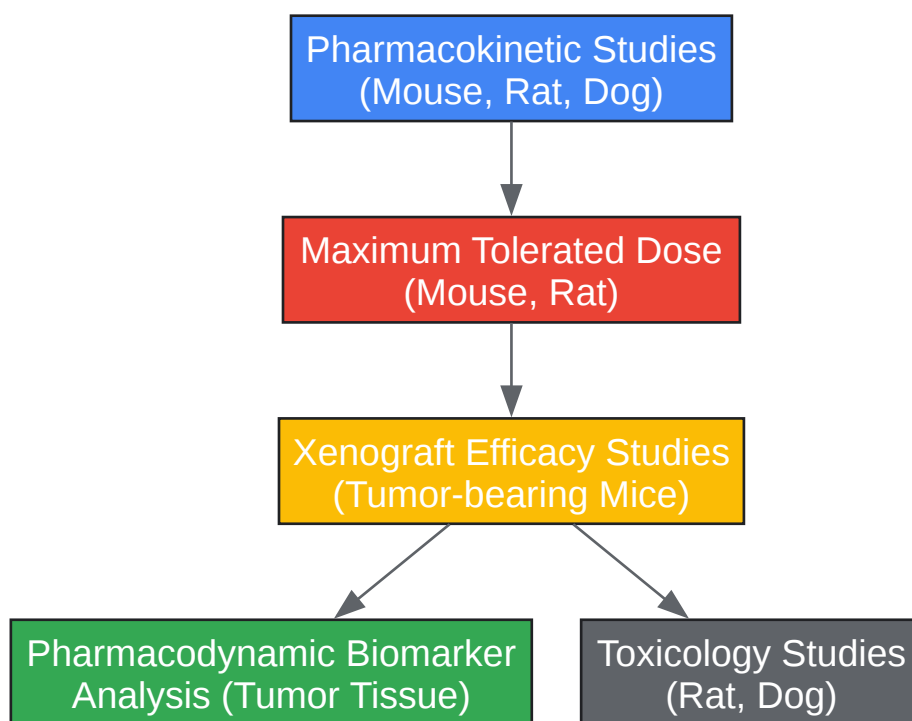 Pharmacokinetic Studies
(Mouse, Rat, Dog)
Maximum Tolerated Dose
(Mouse, Rat)
Xenograft Efficacy Studies
(Tumor-bearing Mice)
Pharmacodynamic Biomarker
Analysis (Tumor Tissue)
Toxicology Studies
(Rat, Dog)